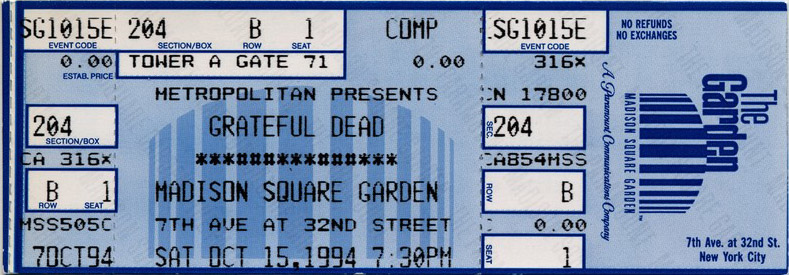 SG1015E 204 B 1 COMP SG1015E
EVENT CODE SECTION/BOX ROW SEAT EVENT CODE
0.00 TOWER A GATE 71 0.00 316X
ESTAB. PRICE
METROPOLITAN PRESENTS CN 17800
204 GRATEFUL DEAD SEC. 204
SECTION/BOX
CA 316X ***************** CA854MSS
B 1 MADISON SQUARE GARDEN ROW B
ROW SEAT
MSS505C 7TH AVE AT 32ND STREET C 0.00
7OCT94 SAT OCT 15,1994 7:30PM SEAT 1
NO REFUNDS
NO EXCHANGES
A Paramount Communications Company
MADISON SQUARE GARDEN
The
Garden
TM
7th Ave. at 32nd St.
New York City